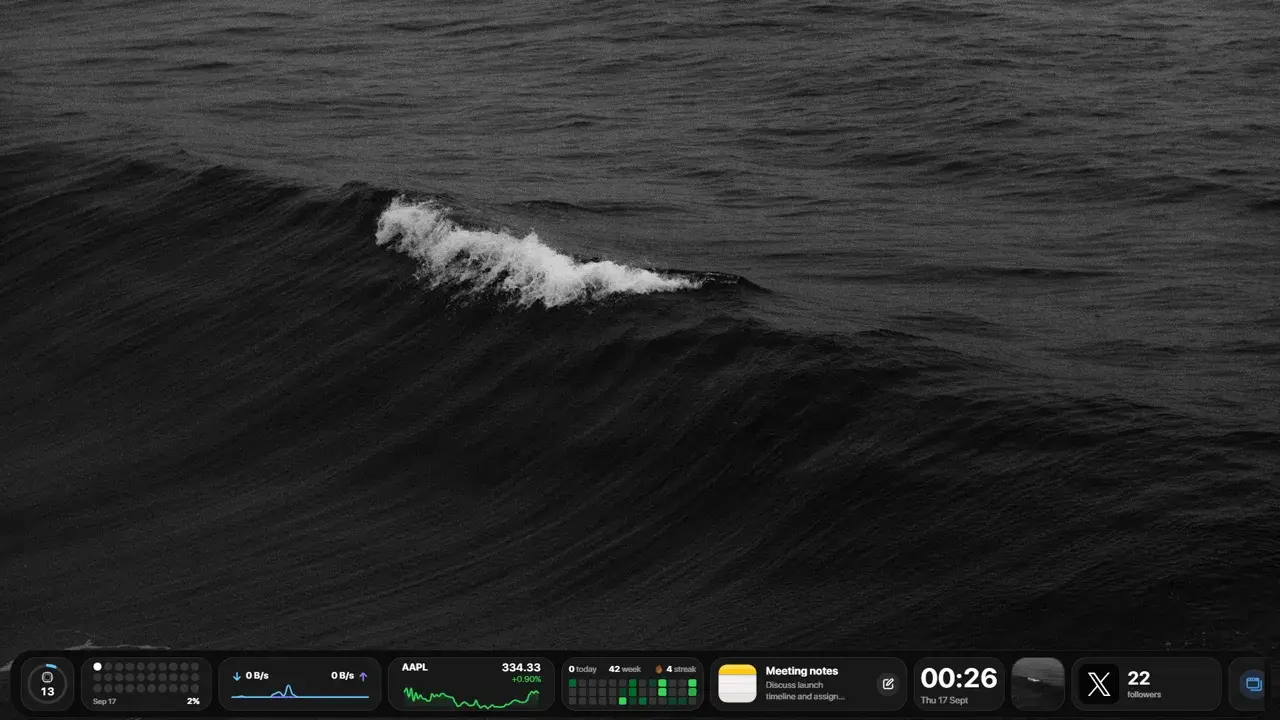 13
Sep 17
2%
0 B/s
0 B/s
AAPL
334.33
+0.90%
0 today
42 week
4 streak
Meeting notes
Discuss launch
timeline and assign...
00:26
Thu 17 Sept
22
followers